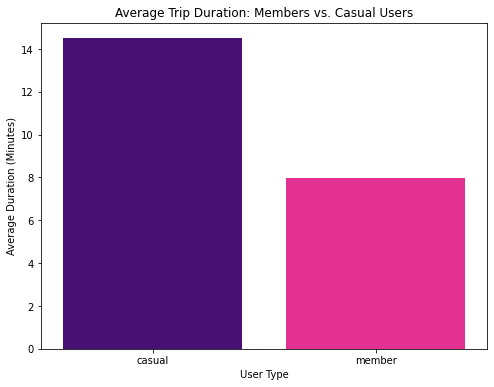 Average Trip Duration: Members vs. Casual Users
Average Duration (Minutes)
14
12
10
8
6
4
2
0
casual
member
User Type